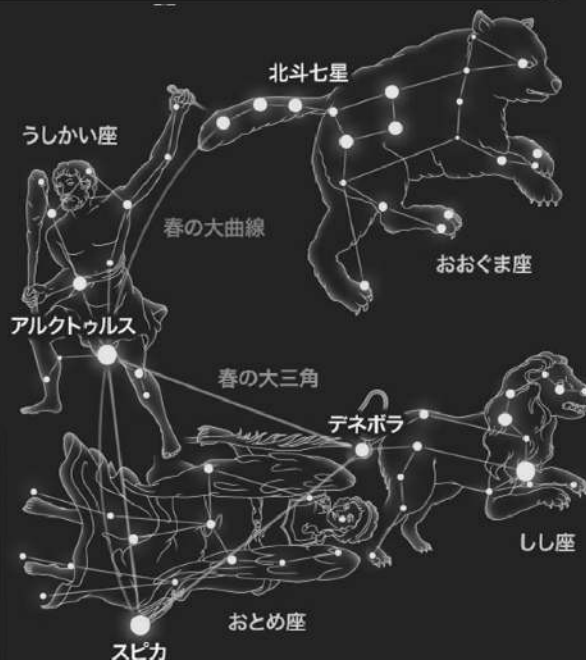 北斗七星
うしかい座
春の大曲線
おおぐま座
アルクトゥルス
春の大三角
デネボラ
しし座
おとめ座
スピカ